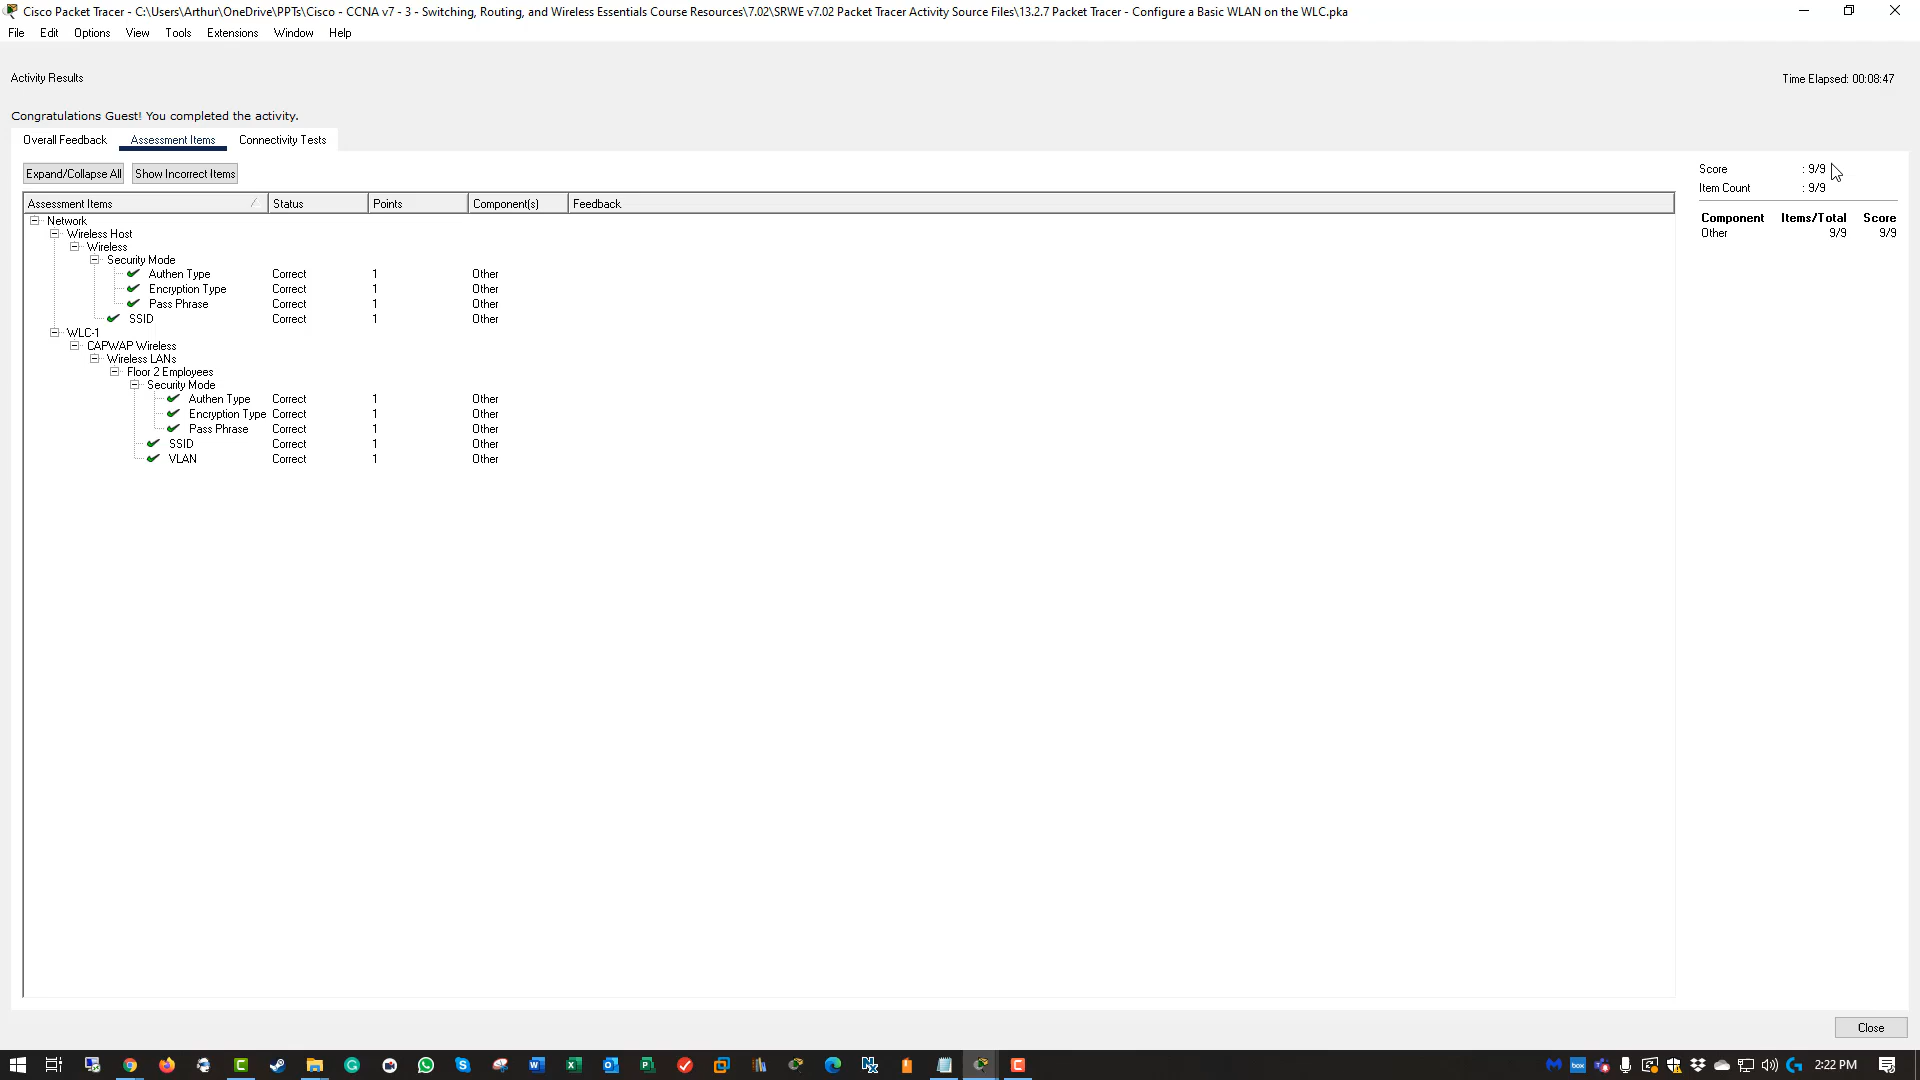 Cisco Packet Tracer - C:\Users\Arthur\OneDrive\PPTs\Cisco - CCNA v7 - 3 - Switching, Routing, and Wireless Essentials Course Resources\7.02\SRWE v7.02 Packet Tracer Activity Source Files\13.2.7 Packet Tracer - Configure a Basic WLAN on the WLC.pka
File Edit Options View Tools Extensions Window Help
Activity Results
Time Elapsed: 00:08:47
Congratulations Guest! You completed the activity.
Overall Feedback Assessment Items Connectivity Tests
Expand/Collapse All Show Incorrect Items
Assessment Items Status Points Component(s) Feedback
Network
Wireless Host
Wireless
Security Mode
Authen Type Correct 1 Other
Encryption Type Correct 1 Other
Pass Phrase Correct 1 Other
SSID Correct 1 Other
WLC-1
CAPWAP Wireless
Wireless LANs
Floor 2 Employees
Security Mode
Authen Type Correct 1 Other
Encryption Type Correct 1 Other
Pass Phrase Correct 1 Other
SSID Correct 1 Other
VLAN Correct 1 Other
Score : 9/9
Item Count : 9/9
Component Items/Total Score
Other 9/9 9/9
Close
2:22 PM